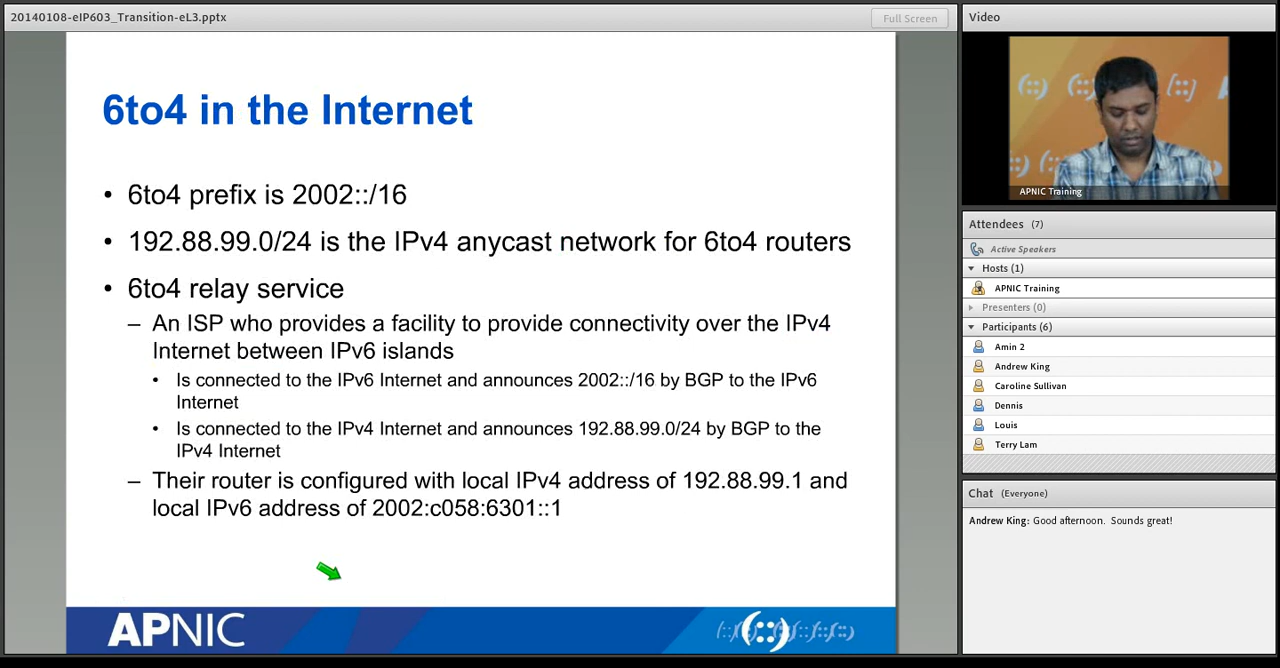 20140108-eIP603_Transition-eL3.pptx
Full Screen
6to4 in the Internet
• 6to4 prefix is 2002::/16
• 192.88.99.0/24 is the IPv4 anycast network for 6to4 routers
• 6to4 relay service
– An ISP who provides a facility to provide connectivity over the IPv4
Internet between IPv6 islands
• Is connected to the IPv6 Internet and announces 2002::/16 by BGP to the IPv6
Internet
• Is connected to the IPv4 Internet and announces 192.88.99.0/24 by BGP to the
IPv4 Internet
– Their router is configured with local IPv4 address of 192.88.99.1 and
local IPv6 address of 2002:c058:6301::1
APNIC
(::)
Video
APNIC Training
Attendees (7)
Active Speakers
Hosts (1)
APNIC Training
Presenters (0)
Participants (6)
Amin 2
Andrew King
Caroline Sullivan
Dennis
Louis
Terry Lam
Chat (Everyone)
Andrew King: Good afternoon. Sounds great!